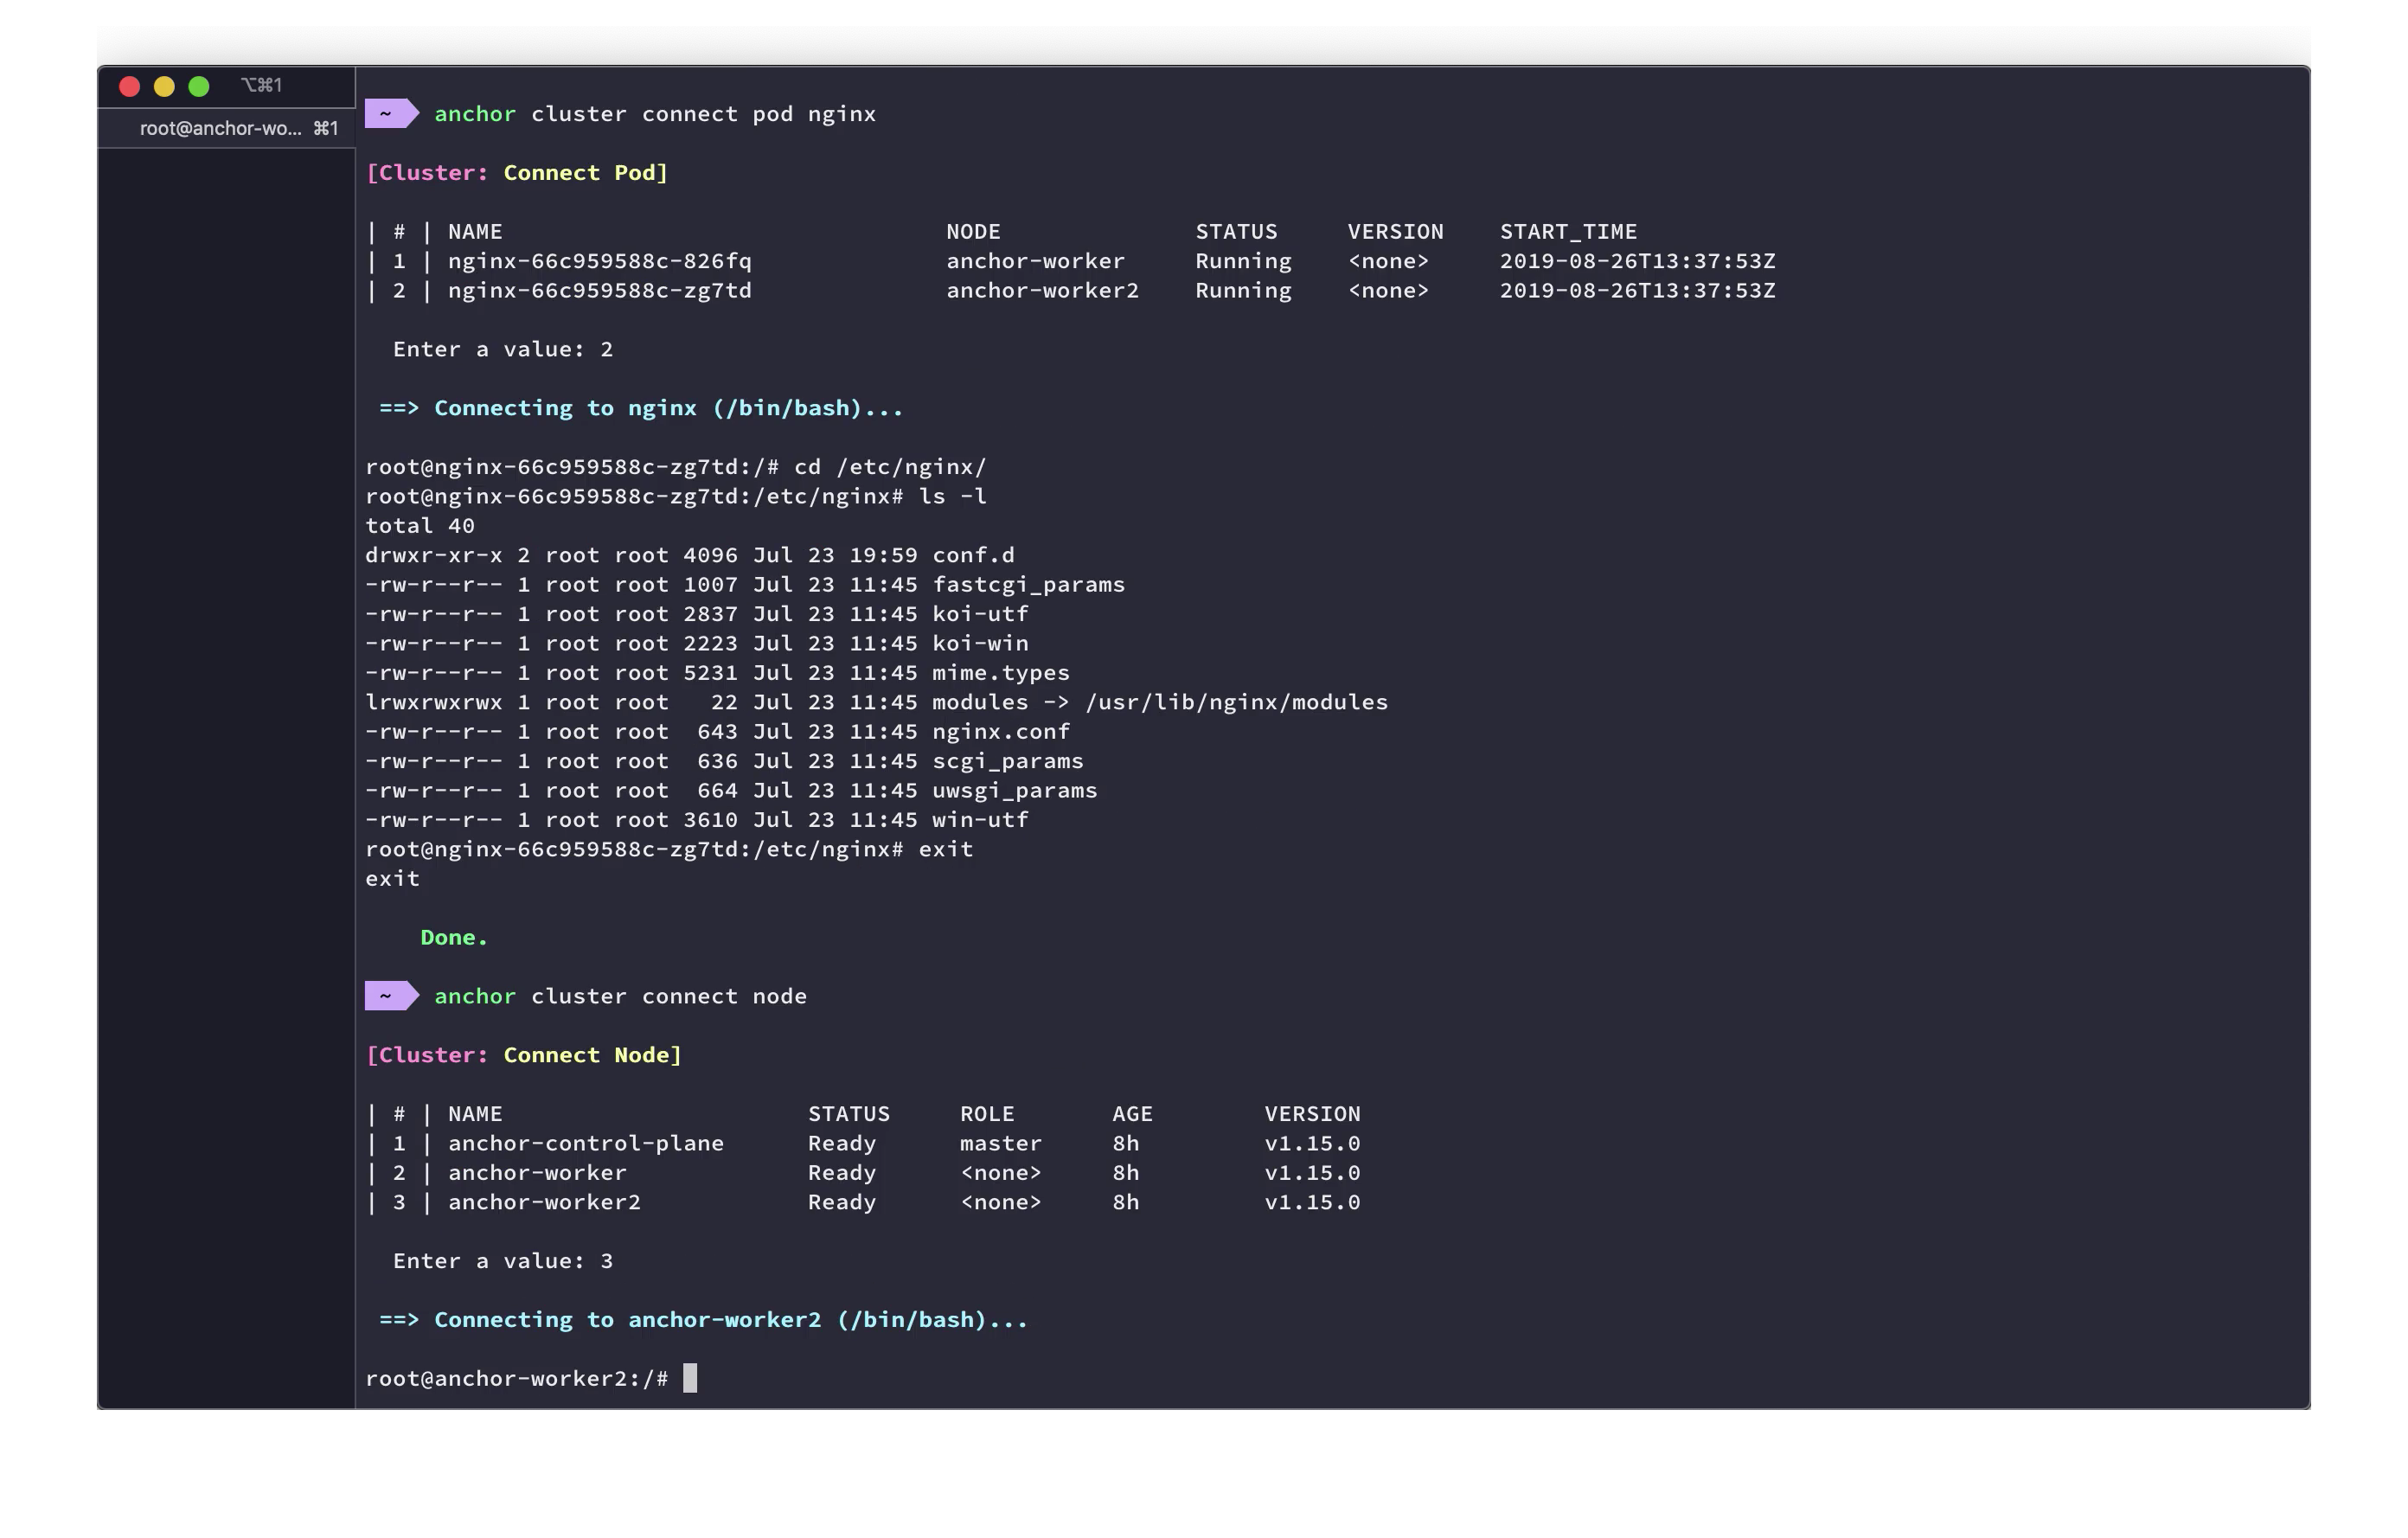 ⌥⌘1
root@anchor-wo... ⌘1
~ anchor cluster connect pod nginx
[Cluster: Connect Pod]
| # | NAME NODE STATUS VERSION START_TIME
| 1 | nginx-66c959588c-826fq anchor-worker Running <none> 2019-08-26T13:37:53Z
| 2 | nginx-66c959588c-zg7td anchor-worker2 Running <none> 2019-08-26T13:37:53Z
Enter a value: 2
==> Connecting to nginx (/bin/bash)...
root@nginx-66c959588c-zg7td:/# cd /etc/nginx/
root@nginx-66c959588c-zg7td:/etc/nginx# ls -l
total 40
drwxr-xr-x 2 root root 4096 Jul 23 19:59 conf.d
-rw-r--r-- 1 root root 1007 Jul 23 11:45 fastcgi_params
-rw-r--r-- 1 root root 2837 Jul 23 11:45 koi-utf
-rw-r--r-- 1 root root 2223 Jul 23 11:45 koi-win
-rw-r--r-- 1 root root 5231 Jul 23 11:45 mime.types
lrwxrwxrwx 1 root root 22 Jul 23 11:45 modules -> /usr/lib/nginx/modules
-rw-r--r-- 1 root root 643 Jul 23 11:45 nginx.conf
-rw-r--r-- 1 root root 636 Jul 23 11:45 scgi_params
-rw-r--r-- 1 root root 664 Jul 23 11:45 uwsgi_params
-rw-r--r-- 1 root root 3610 Jul 23 11:45 win-utf
root@nginx-66c959588c-zg7td:/etc/nginx# exit
exit
Done.
~ anchor cluster connect node
[Cluster: Connect Node]
| # | NAME STATUS ROLE AGE VERSION
| 1 | anchor-control-plane Ready master 8h v1.15.0
| 2 | anchor-worker Ready <none> 8h v1.15.0
| 3 | anchor-worker2 Ready <none> 8h v1.15.0
Enter a value: 3
==> Connecting to anchor-worker2 (/bin/bash)...
root@anchor-worker2:/#